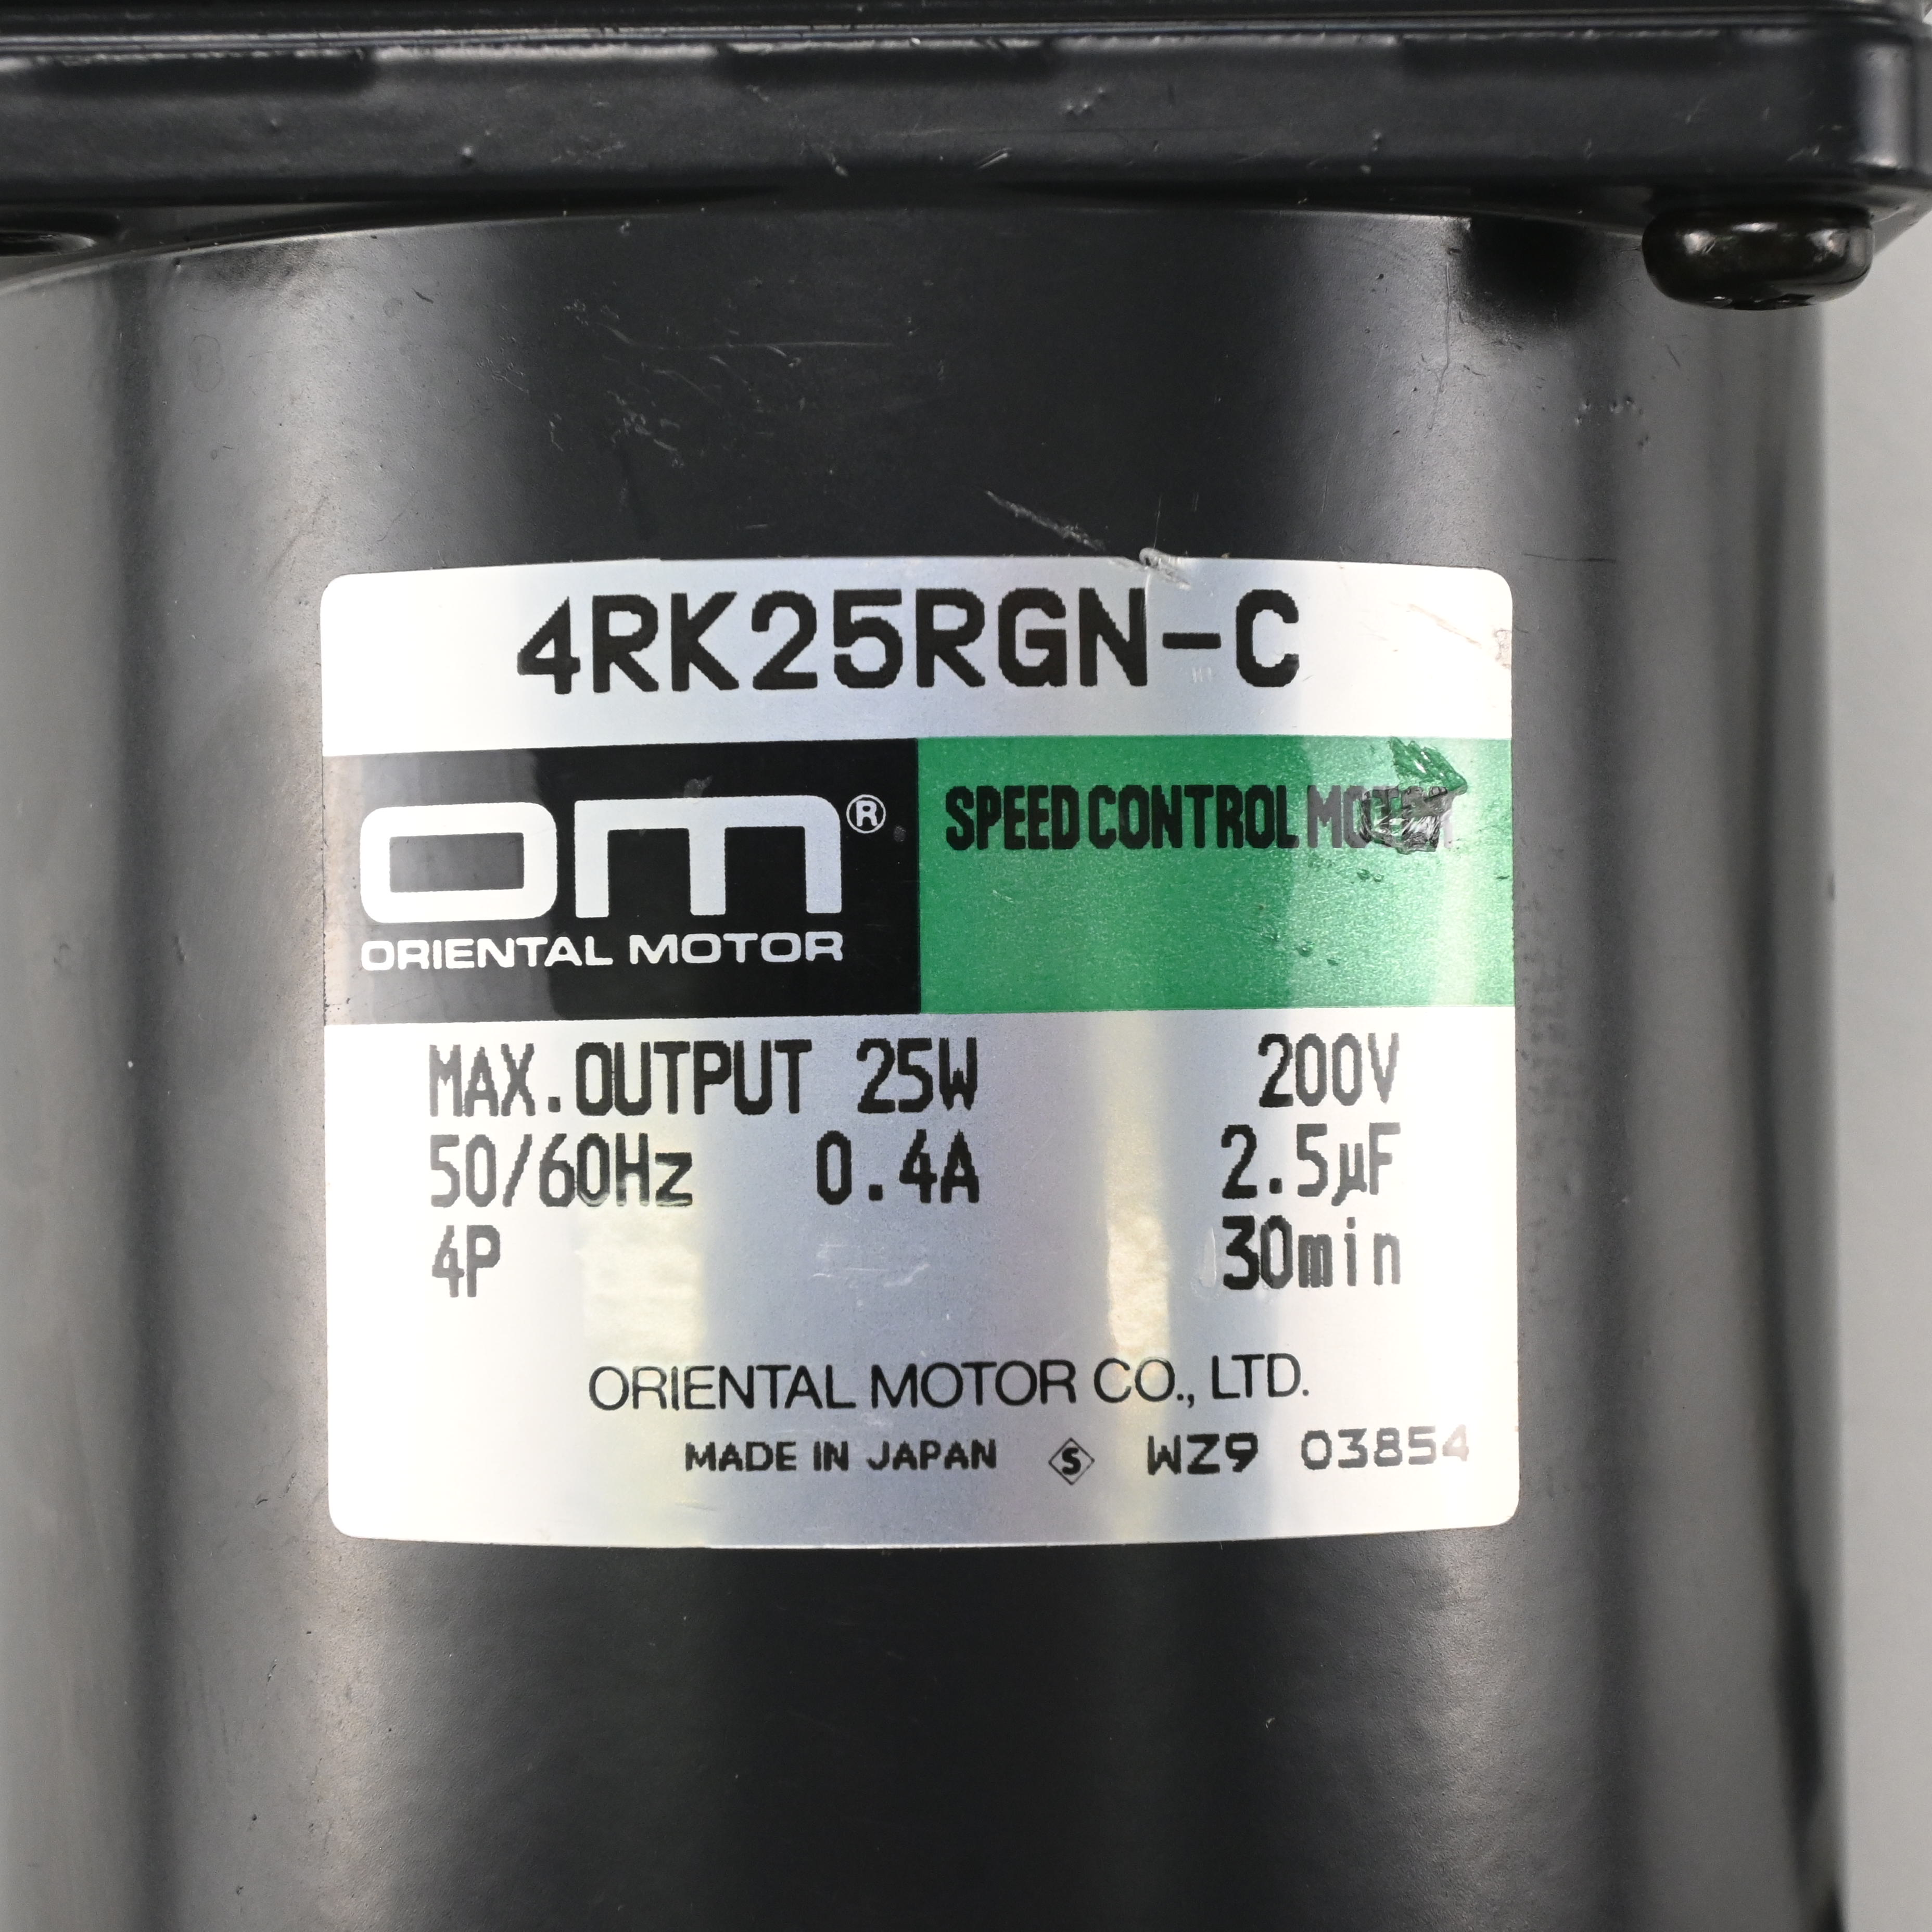 4RK25RGN-C
om®
ORIENTAL MOTOR
SPEED CONTROL MOTOR
MAX.OUTPUT 25W 200V
50/60Hz 0.4A 2.5µF
4P 30min
ORIENTAL MOTOR CO., LTD.
MADE IN JAPAN S WZ9 03854